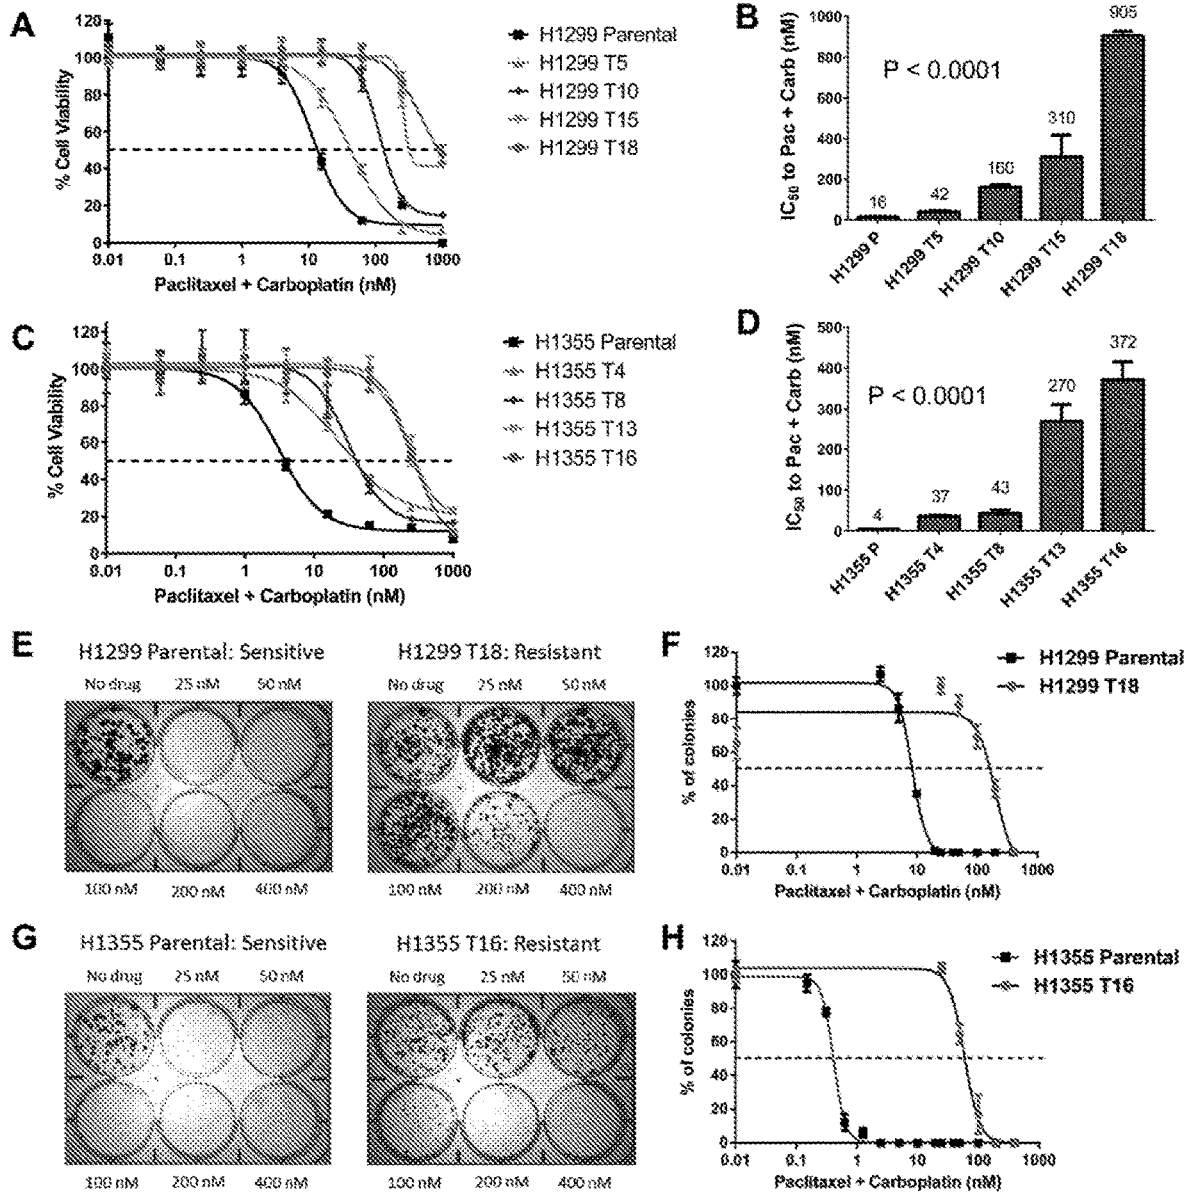 A
120
100
80
60
40
20
0
% Cell Viability
0.01 0.1 1 10 100 1000
Paclitaxel + Carboplatin (nM)
H1299 Parental
H1299 T5
H1299 T10
H1299 T15
H1299 T18
B
1000
800
600
400
200
0
IC50 to Pac + Carb (nM)
P < 0.0001
16
42
160
310
905
H1299 P
H1299 T5
H1299 T10
H1299 T15
H1299 T18
C
120
100
80
60
40
20
0
% Cell Viability
0.01 0.1 1 10 100 1000
Paclitaxel + Carboplatin (nM)
H1355 Parental
H1355 T4
H1355 T8
H1355 T13
H1355 T16
D
500
400
300
200
100
0
IC50 to Pac + Carb (nM)
P < 0.0001
4
37
43
270
372
H1355 P
H1355 T4
H1355 T8
H1355 T13
H1355 T16
E
H1299 Parental: Sensitive
No drug 25 nM 50 nM
100 nM 200 nM 400 nM
H1299 T18: Resistant
No drug 25 nM 50 nM
100 nM 200 nM 400 nM
F
120
100
80
60
40
20
0
% of colonies
0.01 0.1 1 10 100 1000
Paclitaxel + Carboplatin (nM)
H1299 Parental
H1299 T18
G
H1355 Parental: Sensitive
No drug 25 nM 50 nM
100 nM 200 nM 400 nM
H1355 T16: Resistant
No drug 25 nM 50 nM
100 nM 200 nM 400 nM
H
120
100
80
60
40
20
0
% of colonies
0.01 0.1 1 10 100 1000
Paclitaxel + Carboplatin (nM)
H1355 Parental
H1355 T16